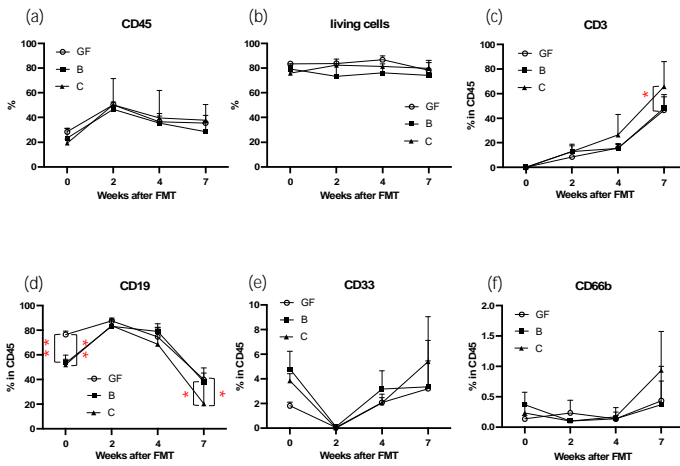 (a)
CD45
100
80
60
40
20
0
%
GF
B
C
0 2 4 7
Weeks after FMT
(b)
living cells
100
80
60
40
20
0
%
GF
B
C
0 2 4 7
Weeks after FMT
(c)
CD3
100
80
60
40
20
0
% in CD45
GF
B
C
*
0 2 4 7
Weeks after FMT
(d)
CD19
100
80
60
40
20
0
% in CD45
** **
GF
B
C
* *
0 2 4 7
Weeks after FMT
(e)
CD33
10
8
6
4
2
0
% in CD45
GF
B
C
0 2 4 7
Weeks after FMT
(f)
CD66b
2.0
1.5
1.0
0.5
0.0
% in CD45
GF
B
C
0 2 4 7
Weeks after FMT